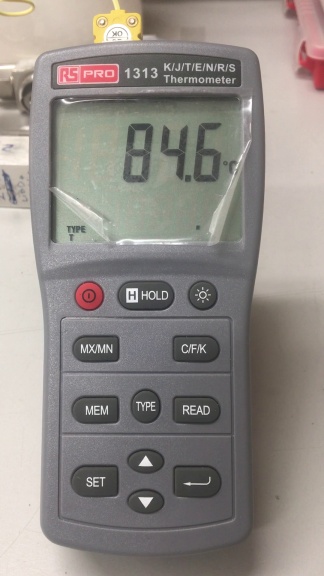 RS PRO 1313 K/J/T/E/N/R/S
Thermometer
84.6 °C
TYPE
T
H HOLD
MX/MN C/F/K
MEM TYPE READ
SET